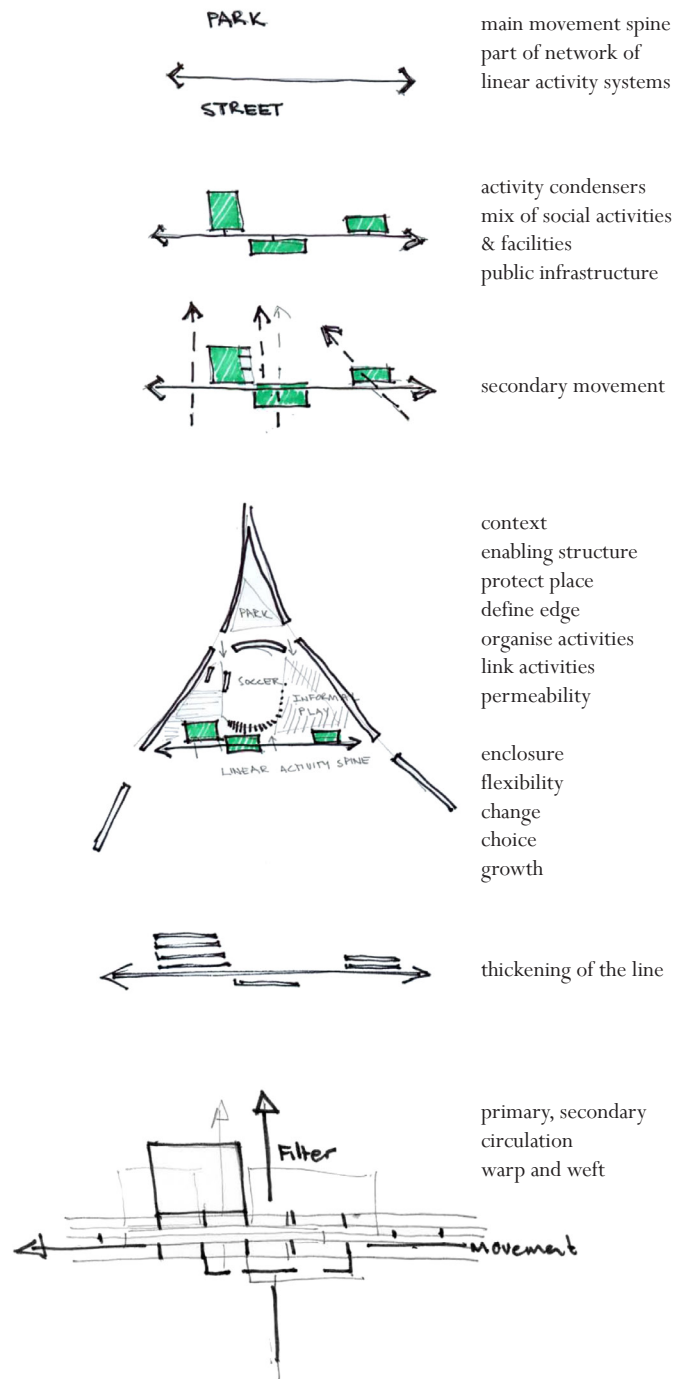 PARK
STREET
main movement spine
part of network of
linear activity systems
activity condensers
mix of social activities
& facilities
public infrastructure
secondary movement
PARK
SOCCER
INFORMAL
PLAY
LINEAR ACTIVITY SPINE
context
enabling structure
protect place
define edge
organise activities
link activities
permeability
enclosure
flexibility
change
choice
growth
thickening of the line
Filter
Movement
primary, secondary
circulation
warp and weft